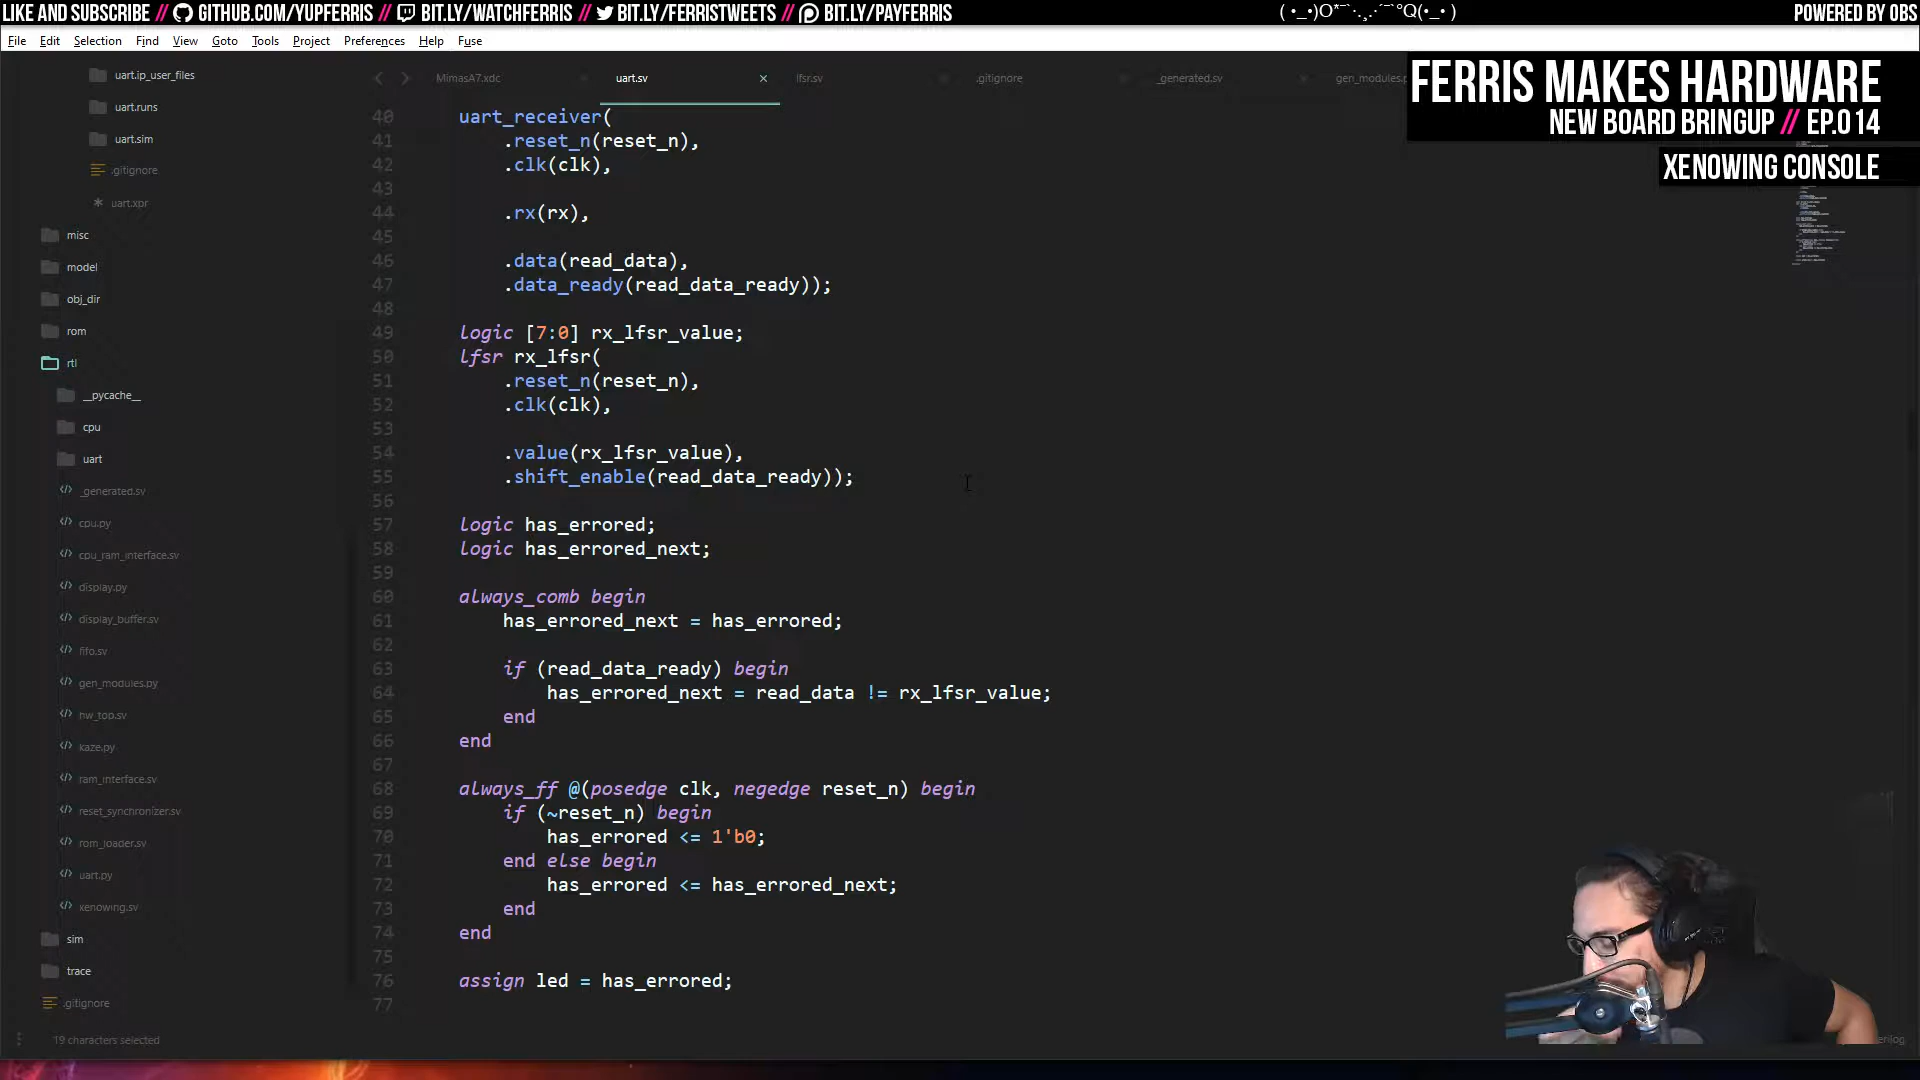 LIKE AND SUBSCRIBE // GITHUB.COM/YUPFERRIS // BIT.LY/WATCHFERRIS // BIT.LY/FERRISTWEETS // BIT.LY/PAYFERRIS
POWERED BY OBS
File Edit Selection Find View Goto Tools Project Preferences Help Fuse
FERRIS MAKES HARDWARE
NEW BOARD BRINGUP // EP.014
XENOWING CONSOLE
MimasA7.xdc uart.sv × lfsr.sv .gitignore _generated.sv gen_modules.p
uart.ip_user_files
uart.runs
uart.sim
.gitignore
uart.xpr
misc
model
obj_dir
rom
rtl
__pycache__
cpu
uart
_generated.sv
cpu.py
cpu_ram_interface.sv
display.py
display_buffer.sv
fifo.sv
gen_modules.py
hw_top.sv
kaze.py
ram_interface.sv
reset_synchronizer.sv
rom_loader.sv
uart.py
xenowing.sv
sim
trace
.gitignore
40 uart_receiver(
41 .reset_n(reset_n),
42 .clk(clk),
43
44 .rx(rx),
45
46 .data(read_data),
47 .data_ready(read_data_ready));
48
49 logic [7:0] rx_lfsr_value;
50 lfsr rx_lfsr(
51 .reset_n(reset_n),
52 .clk(clk),
53
54 .value(rx_lfsr_value),
55 .shift_enable(read_data_ready));
56
57 logic has_errored;
58 logic has_errored_next;
59
60 always_comb begin
61 has_errored_next = has_errored;
62
63 if (read_data_ready) begin
64 has_errored_next = read_data != rx_lfsr_value;
65 end
66 end
67
68 always_ff @(posedge clk, negedge reset_n) begin
69 if (~reset_n) begin
70 has_errored <= 1'b0;
71 end else begin
72 has_errored <= has_errored_next;
73 end
74 end
75
76 assign led = has_errored;
77
19 characters selected